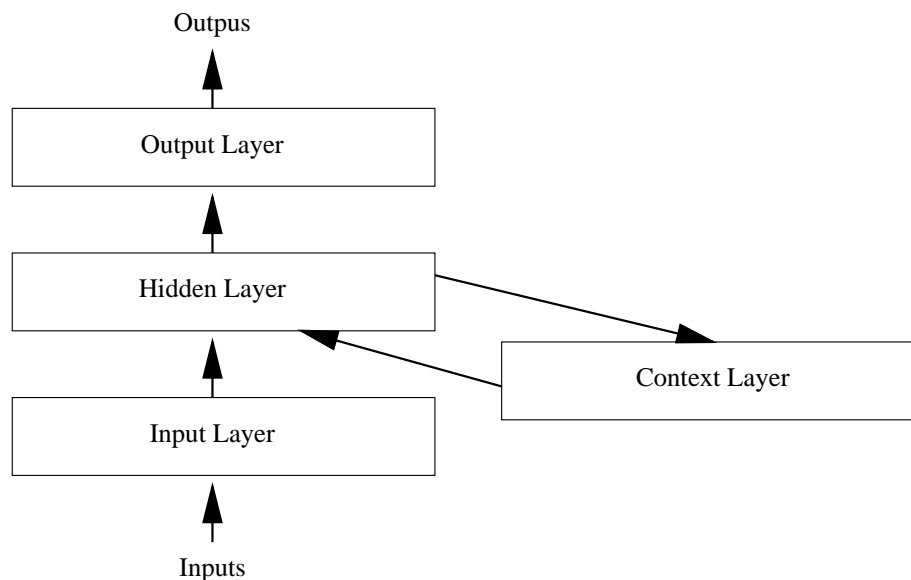 Outpus
Output Layer
Hidden Layer
Context Layer
Input Layer
Inputs